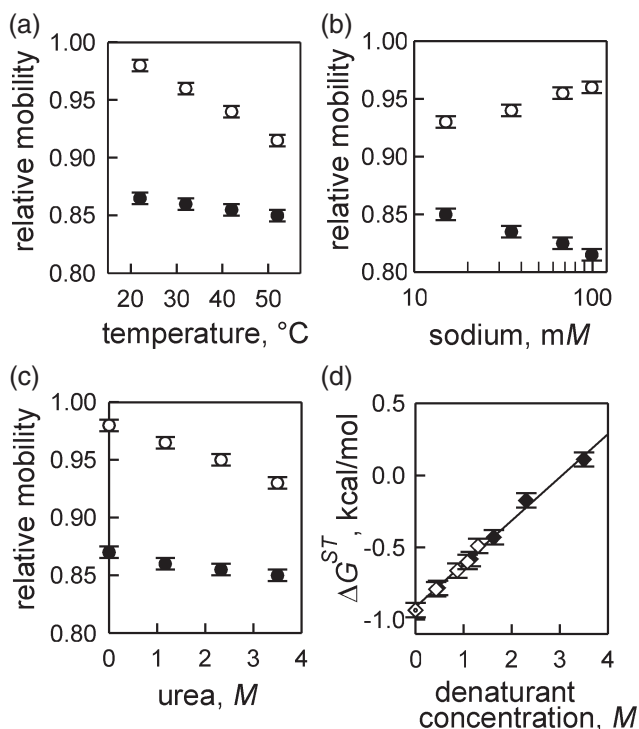 (a)
relative mobility
1.00
0.95
0.90
0.85
0.80
20 30 40 50
temperature, °C
(b)
relative mobility
1.00
0.95
0.90
0.85
0.80
10 100
sodium, mM
(c)
relative mobility
1.00
0.95
0.90
0.85
0.80
0 1 2 3 4
urea, M
(d)
ΔG^ST, kcal/mol
0.5
0.0
-0.5
-1.0
0 1 2 3 4
denaturant
concentration, M